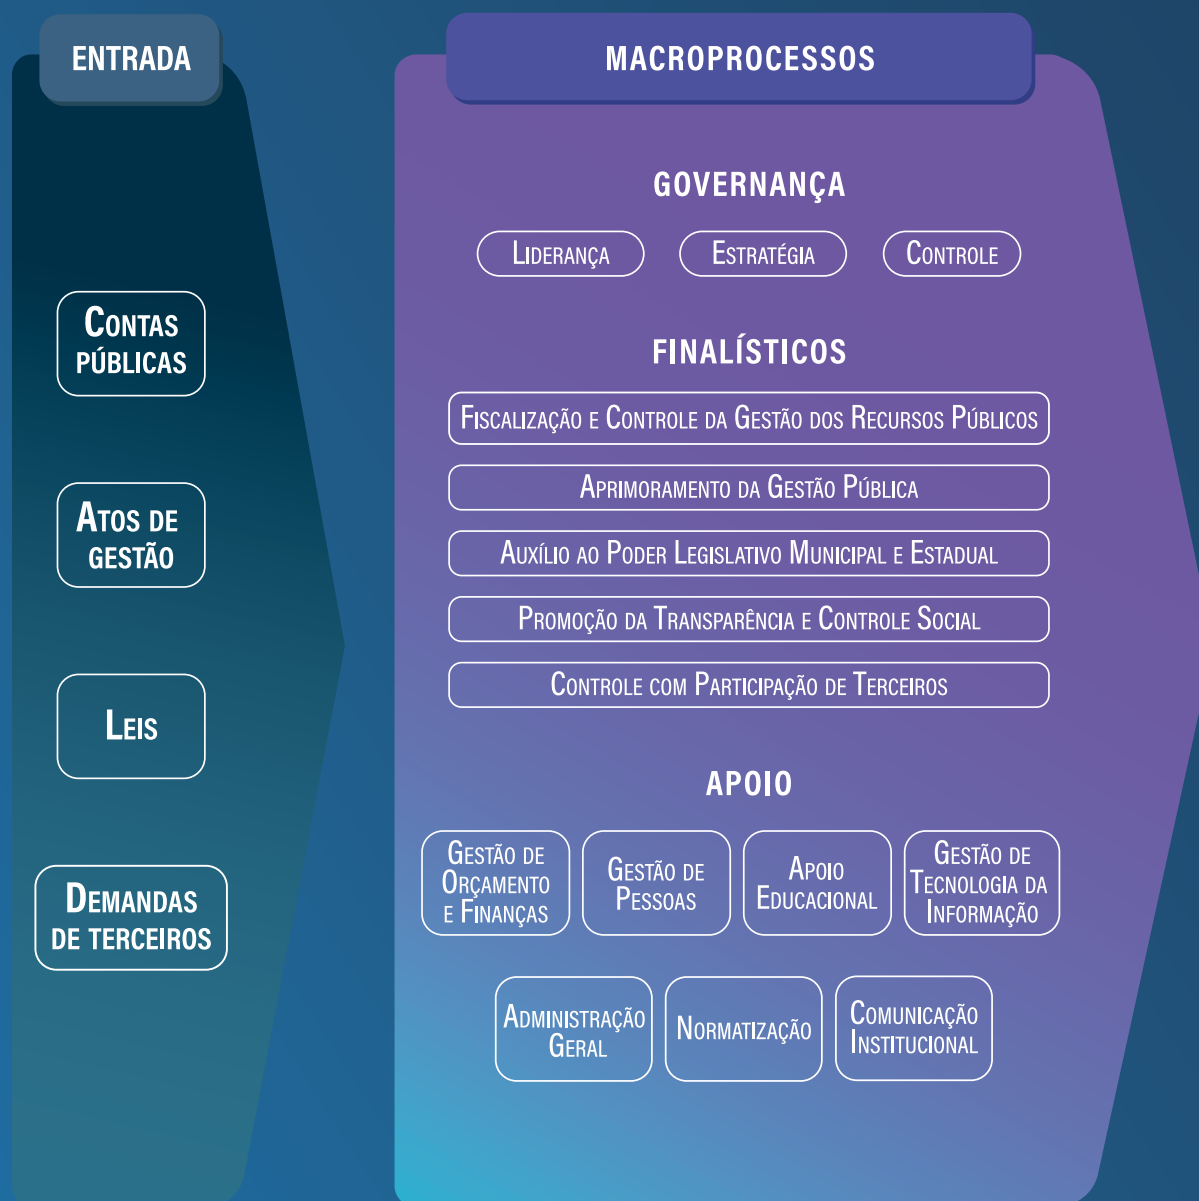 ENTRADA
CONTAS
PÚBLICAS
ATOS DE
GESTÃO
LEIS
DEMANDAS
DE TERCEIROS
MACROPROCESSOS
GOVERNANÇA
LIDERANÇA
ESTRATÉGIA
CONTROLE
FINALÍSTICOS
FISCALIZAÇÃO E CONTROLE DA GESTÃO DOS RECURSOS PÚBLICOS
APRIMORAMENTO DA GESTÃO PÚBLICA
AUXÍLIO AO PODER LEGISLATIVO MUNICIPAL E ESTADUAL
PROMOÇÃO DA TRANSPARÊNCIA E CONTROLE SOCIAL
CONTROLE COM PARTICIPAÇÃO DE TERCEIROS
APOIO
GESTÃO DE
ORÇAMENTO
E FINANÇAS
GESTÃO DE
PESSOAS
APOIO
EDUCACIONAL
GESTÃO DE
TECNOLOGIA DA
INFORMAÇÃO
ADMINISTRAÇÃO
GERAL
NORMATIZAÇÃO
COMUNICAÇÃO
INSTITUCIONAL